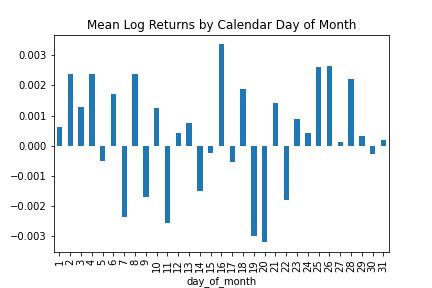 Mean Log Returns by Calendar Day of Month
0.003
0.002
0.001
0.000
−0.001
−0.002
−0.003
1 2 3 4 5 6 7 8 9 10 11 12 13 14 15 16 17 18 19 20 21 22 23 24 25 26 27 28 29 30 31
day_of_month